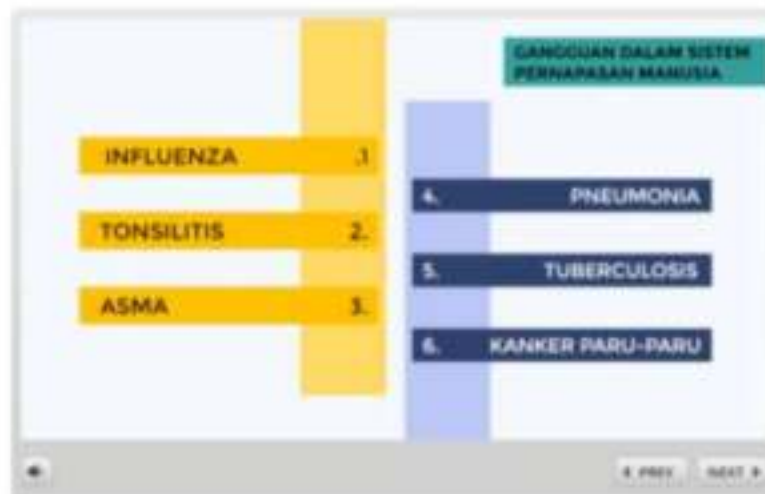 GANGGUAN DALAM SISTEM
PERNAPASAN MANUSIA
INFLUENZA .1
TONSILITIS 2.
ASMA 3.
4. PNEUMONIA
5. TUBERCULOSIS
6. KANKER PARU-PARU
PREV NEXT